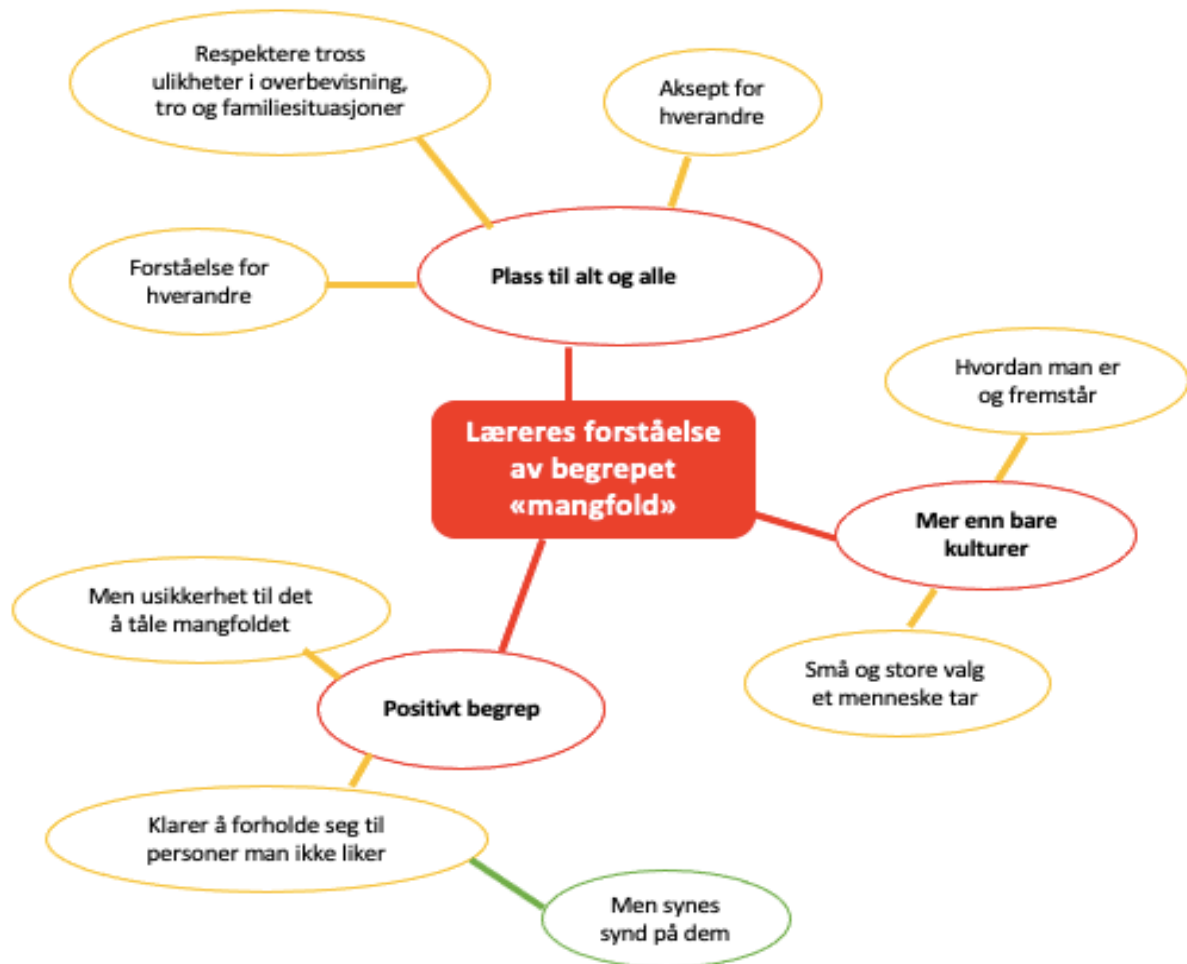 Respektere tross
ulikheter i overbevisning,
tro og familiesituasjoner
Aksept for
hverandre
Forståelse for
hverandre
Plass til alt og alle
Læreres forståelse
av begrepet
«mangfold»
Hvordan man er
og fremstår
Mer enn bare
kulturer
Små og store valg
et menneske tar
Men usikkerhet til det
å tåle mangfoldet
Positivt begrep
Klarer å forholde seg til
personer man ikke liker
Men synes
synd på dem